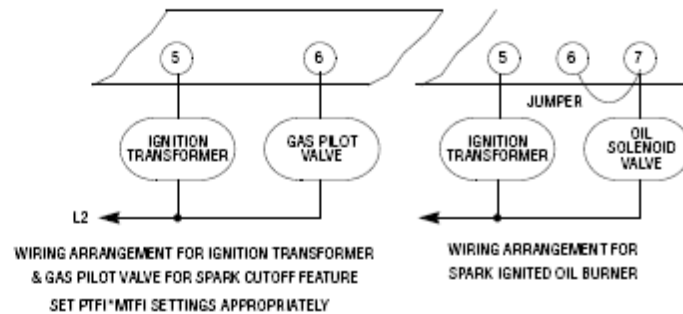 5 6 5 6 7
JUMPER
IGNITION
TRANSFORMER
GAS PILOT
VALVE
IGNITION
TRANSFORMER
OIL
SOLENOID
VALVE
L2
WIRING ARRANGEMENT FOR IGNITION TRANSFORMER
& GAS PILOT VALVE FOR SPARK CUTOFF FEATURE
SET PTFI*MTFI SETTINGS APPROPRIATELY
WIRING ARRANGEMENT FOR
SPARK IGNITED OIL BURNER